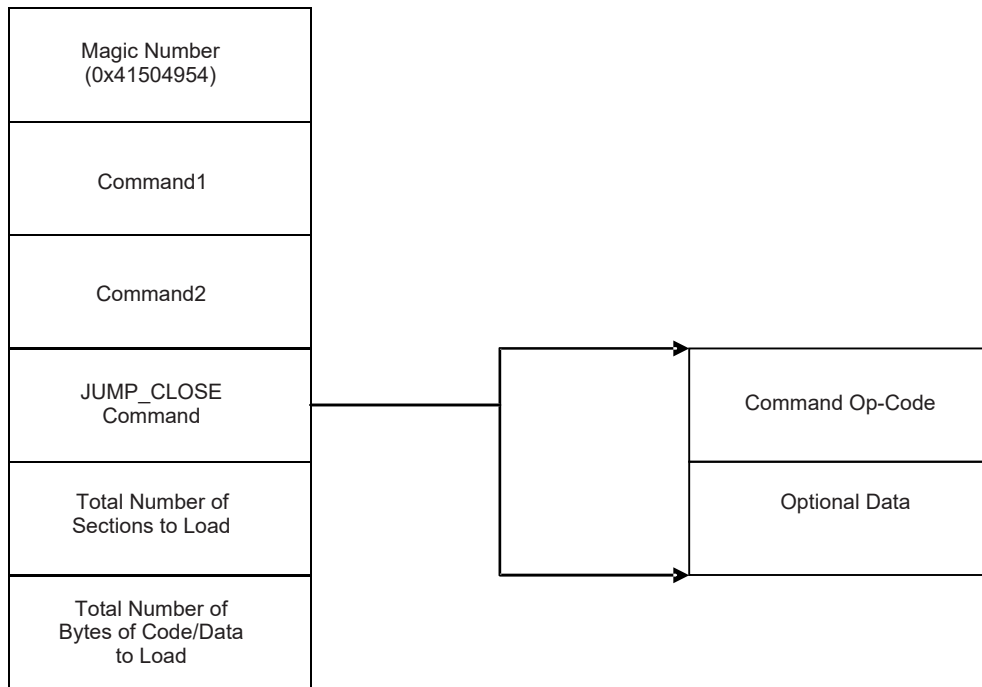 Magic Number
(0x41504954)
Command1
Command2
JUMP_CLOSE
Command
Total Number of
Sections to Load
Total Number of
Bytes of Code/Data
to Load
Command Op-Code
Optional Data